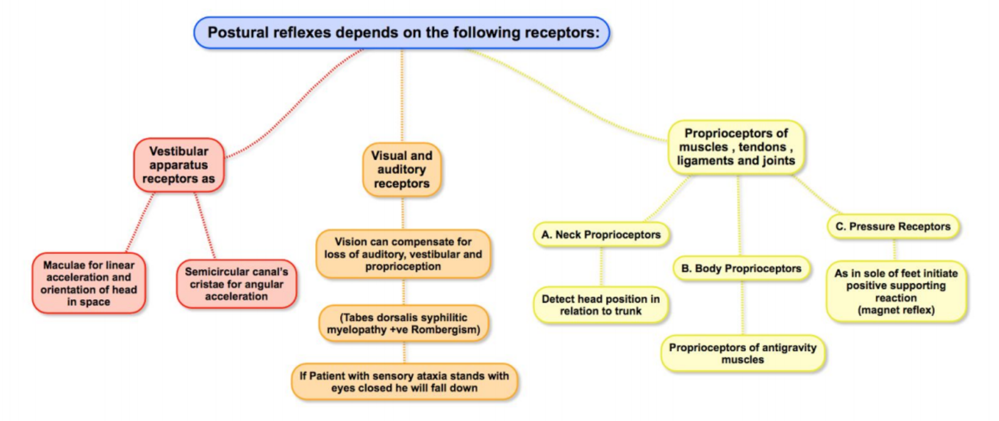 Postural reflexes depends on the following receptors:
Vestibular
apparatus
receptors as
Maculae for linear
acceleration and
orientation of head
in space
Semicircular canal's
cristae for angular
acceleration
Visual and
auditory
receptors
Vision can compensate for
loss of auditory, vestibular and
proprioception
(Tabes dorsalis syphilitic
myelopathy +ve Rombergism)
If Patient with sensory ataxia stands with
eyes closed he will fall down
Proprioceptors of
muscles , tendons ,
ligaments and joints
A. Neck Proprioceptors
Detect head position in
relation to trunk
B. Body Proprioceptors
Proprioceptors of antigravity
muscles
C. Pressure Receptors
As in sole of feet initiate
positive supporting
reaction
(magnet reflex)